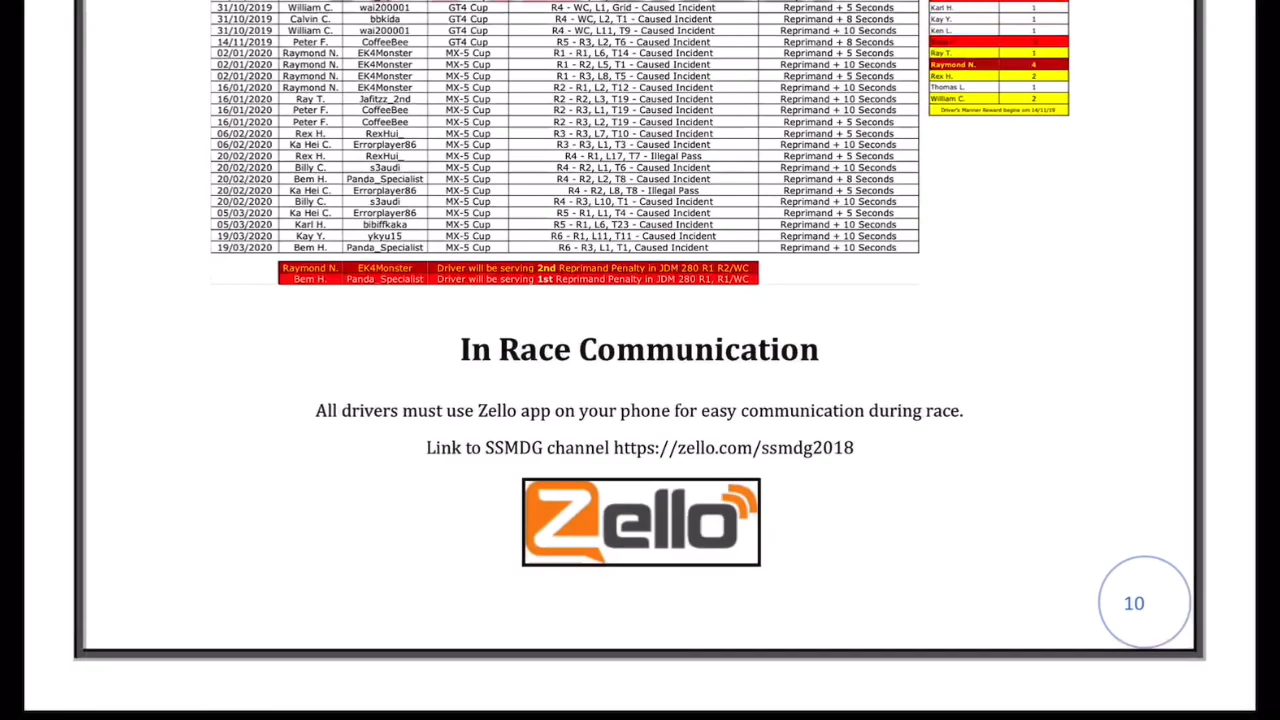 31/10/2019 William C. wai200001 GT4 Cup R4 - WC, L1, Grid - Caused Incident Reprimand + 5 Seconds
31/10/2019 Calvin C. bbkida GT4 Cup R4 - WC, L2, T1 - Caused Incident Reprimand + 8 Seconds
31/10/2019 William C. wai200001 GT4 Cup R4 - WC, L11, T9 - Caused Incident Reprimand + 10 Seconds
14/11/2019 Peter F. CoffeeBee GT4 Cup R5 - R3, L2, T6 - Caused Incident Reprimand + 8 Seconds
02/01/2020 Raymond N. EK4Monster MX-5 Cup R1 - R1, L6, T14 - Caused Incident Reprimand + 5 Seconds
02/01/2020 Raymond N. EK4Monster MX-5 Cup R1 - R2, L5, T1 - Caused Incident Reprimand + 10 Seconds
02/01/2020 Raymond N. EK4Monster MX-5 Cup R1 - R3, L8, T5 - Caused Incident Reprimand + 5 Seconds
16/01/2020 Raymond N. EK4Monster MX-5 Cup R2 - R1, L2, T12 - Caused Incident Reprimand + 10 Seconds
16/01/2020 Ray T. Jafitzz_2nd MX-5 Cup R2 - R2, L3, T19 - Caused Incident Reprimand + 5 Seconds
16/01/2020 Peter F. CoffeeBee MX-5 Cup R2 - R3, L1, T19 - Caused Incident Reprimand + 10 Seconds
16/01/2020 Peter F. CoffeeBee MX-5 Cup R2 - R3, L2, T19 - Caused Incident Reprimand + 5 Seconds
06/02/2020 Rex H. RexHui_ MX-5 Cup R3 - R3, L7, T10 - Caused Incident Reprimand + 5 Seconds
06/02/2020 Ka Hei C. Errorplayer86 MX-5 Cup R3 - R3, L1, T3 - Caused Incident Reprimand + 10 Seconds
20/02/2020 Rex H. RexHui_ MX-5 Cup R4 - R1, L17, T7 - Illegal Pass Reprimand + 5 Seconds
20/02/2020 Billy C. s3audi MX-5 Cup R4 - R2, L1, T6 - Caused Incident Reprimand + 10 Seconds
20/02/2020 Bem H. Panda_Specialist MX-5 Cup R4 - R2, L2, T8 - Caused Incident Reprimand + 8 Seconds
20/02/2020 Ka Hei C. Errorplayer86 MX-5 Cup R4 - R2, L8, T8 - Illegal Pass Reprimand + 5 Seconds
20/02/2020 Billy C. s3audi MX-5 Cup R4 - R3, L10, T1 - Caused Incident Reprimand + 10 Seconds
05/03/2020 Ka Hei C. Errorplayer86 MX-5 Cup R5 - R1, L1, T4 - Caused Incident Reprimand + 5 Seconds
05/03/2020 Karl H. bibiffkaka MX-5 Cup R5 - R1, L6, T23 - Caused Incident Reprimand + 10 Seconds
19/03/2020 Kay Y. ykyu15 MX-5 Cup R6 - R1, L11, T11 - Caused Incident Reprimand + 10 Seconds
19/03/2020 Bem H. Panda_Specialist MX-5 Cup R6 - R3, L1, T1, Caused Incident Reprimand + 10 Seconds
Karl H. 1
Kay Y. 1
Ken L. 1
Ray T. 1
Raymond N. 4
Rex H. 2
Thomas L. 1
William C. 2
Driver's Manner Reward begins om 14/11/19
Raymond N. EK4Monster Driver will be serving 2nd Reprimand Penalty in JDM 280 R1 R2/WC
Bem H. Panda_Specialist Driver will be serving 1st Reprimand Penalty in JDM 280 R1, R1/WC
In Race Communication
All drivers must use Zello app on your phone for easy communication during race.
Link to SSMDG channel https://zello.com/ssmdg2018
Zello
10